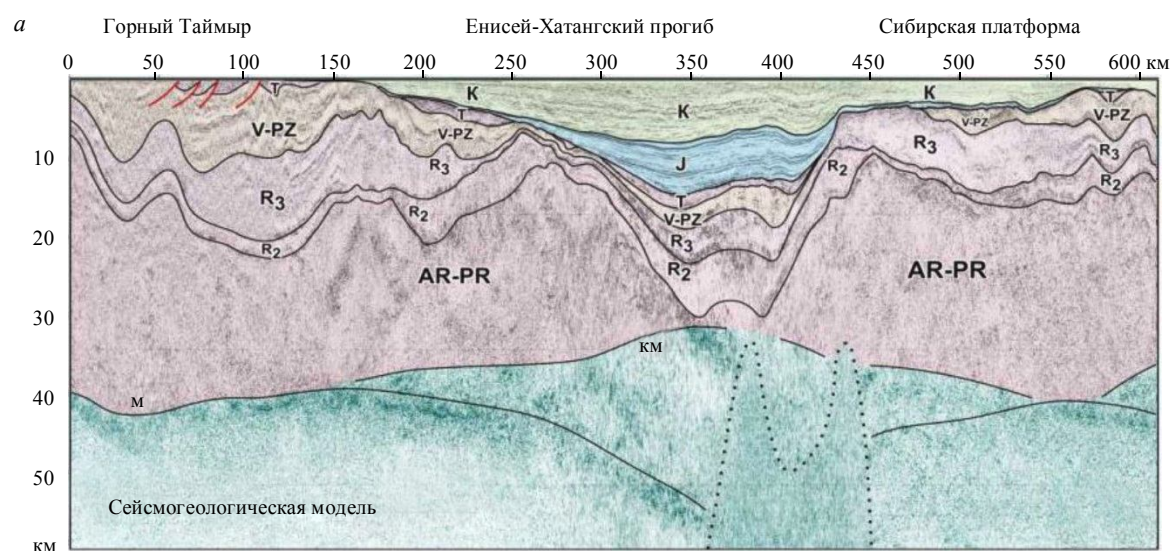 а Горный Таймыр Енисей-Хатангский прогиб Сибирская платформа
0 50 100 150 200 250 300 350 400 450 500 550 600 км
T K K K T
T V-PZ
V-PZ V-PZ V-PZ
10 R₃ J R₂ R₃ R₃
R₃ R₂ T R₂
V-PZ
20 R₂ R₃
AR-PR R₂ AR-PR
30
км
40 м
50
Сейсмогеологическая модель
км